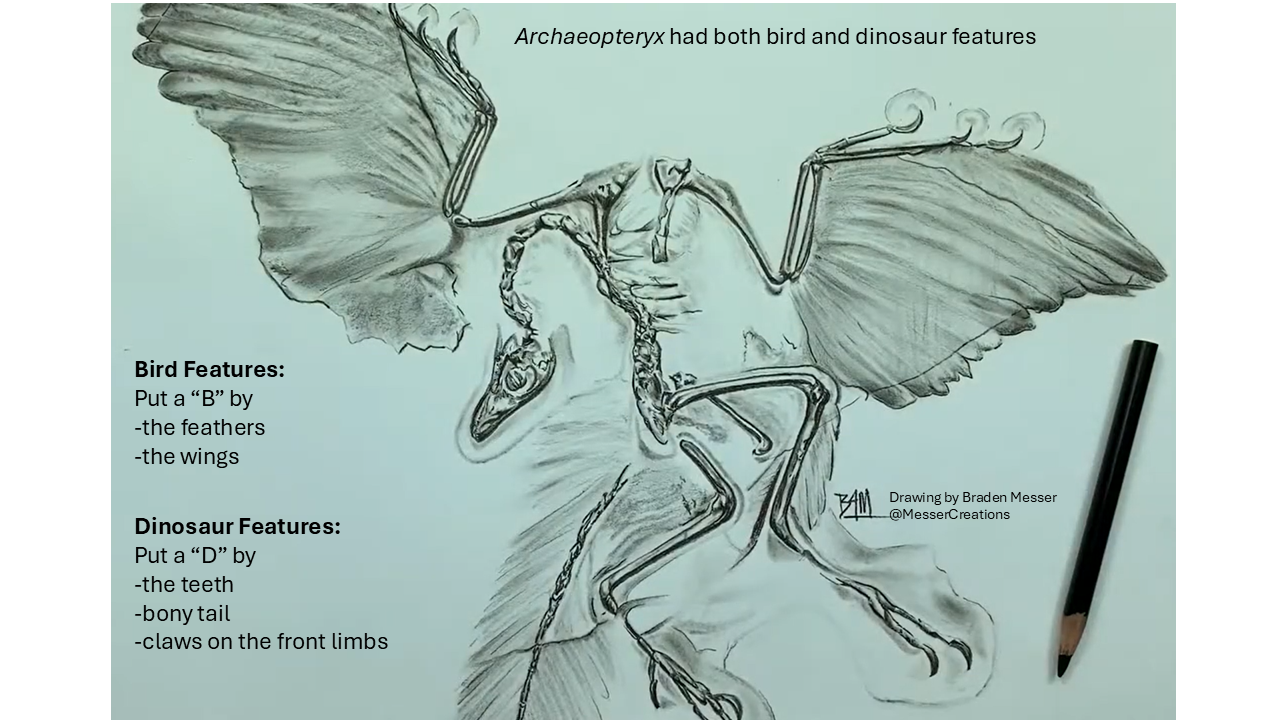 Archaeopteryx had both bird and dinosaur features
Bird Features:
Put a “B” by
-the feathers
-the wings
Dinosaur Features:
Put a “D” by
-the teeth
-bony tail
-claws on the front limbs
BAM
Drawing by Braden Messer
@MesserCreations